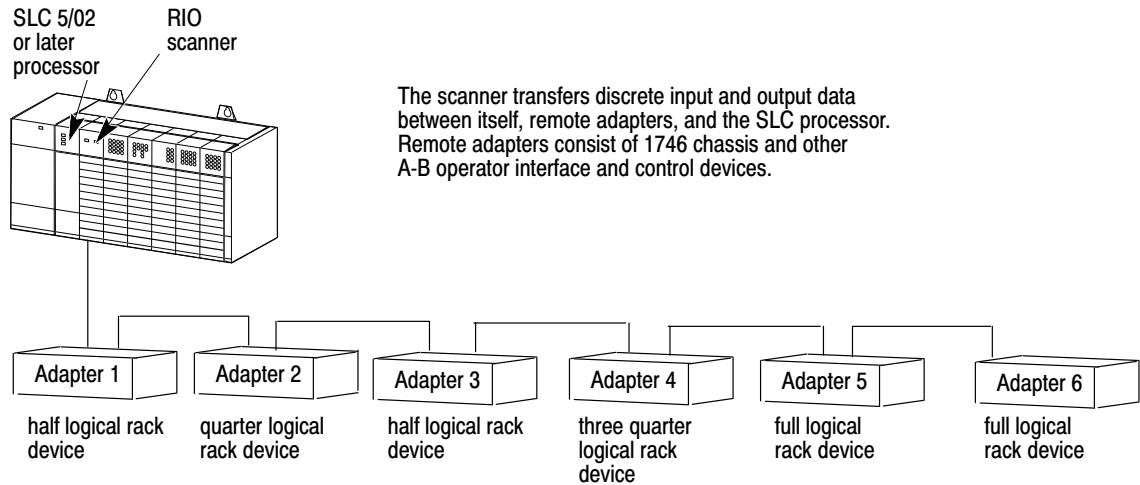 SLC 5/02
or later
processor
RIO
scanner
The scanner transfers discrete input and output data
between itself, remote adapters, and the SLC processor.
Remote adapters consist of 1746 chassis and other
A-B operator interface and control devices.
Adapter 1
Adapter 2
Adapter 3
Adapter 4
Adapter 5
Adapter 6
half logical rack
device
quarter logical
rack device
half logical rack
device
three quarter
logical rack
device
full logical
rack device
full logical
rack device